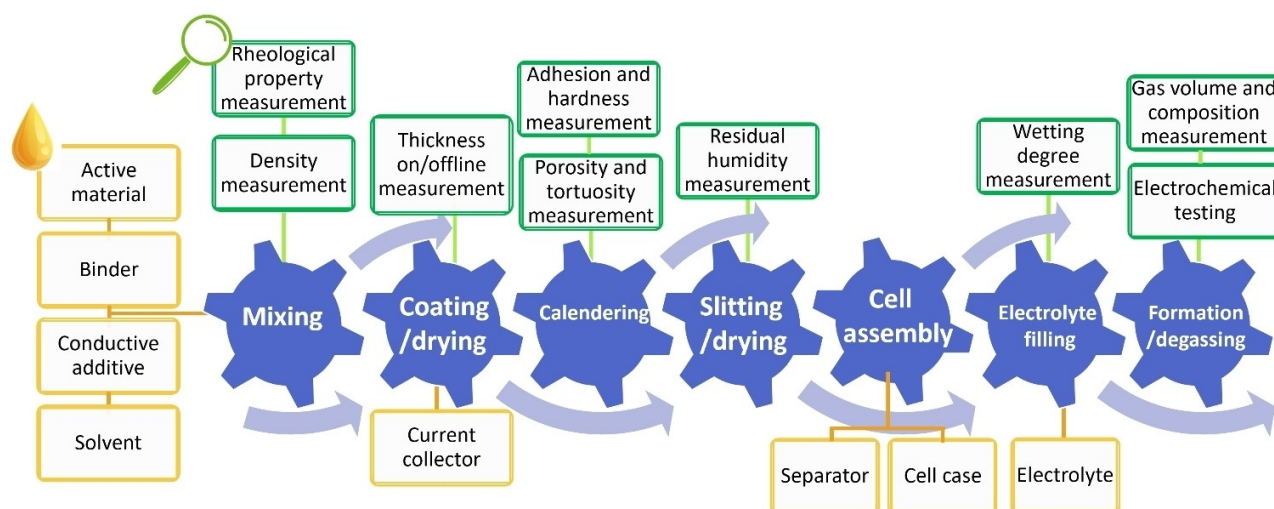 Rheological
property
measurement
Density
measurement
Thickness
on/offline
measurement
Adhesion and
hardness
measurement
Porosity and
tortuosity
measurement
Residual
humidity
measurement
Wetting
degree
measurement
Gas volume and
composition
measurement
Electrochemical
testing
Active
material
Binder
Conductive
additive
Solvent
Mixing
Coating
/drying
Calendering
Slitting
/drying
Cell
assembly
Electrolyte
filling
Formation
/degassing
Current
collector
Separator
Cell case
Electrolyte